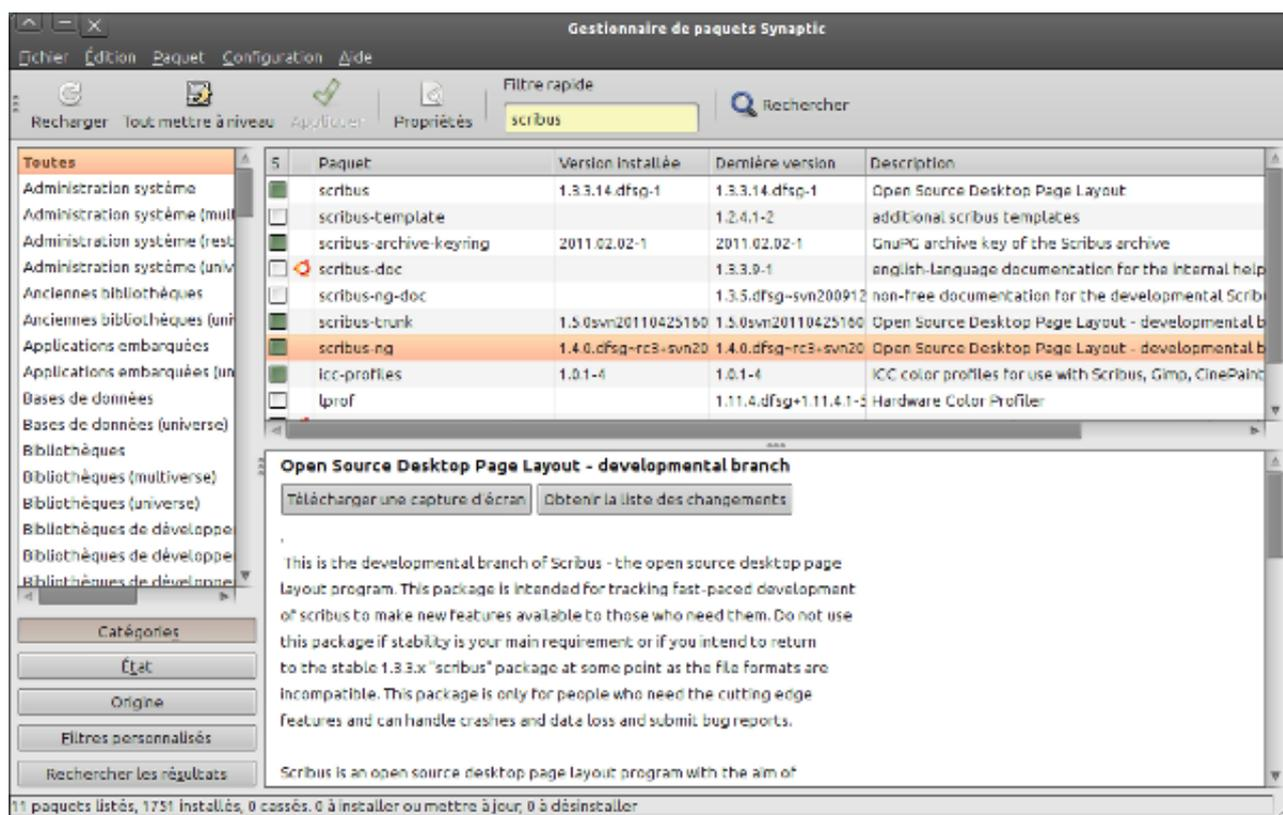 Gestionnaire de paquets Synaptic
Fichier Édition Paquet Configuration Aide
Recharger Tout mettre à niveau Appliquer Propriétés
Filtre rapide
scribus
Rechercher
Toutes
Administration système
Administration système (mult
Administration système (rest
Administration système (univ
Anciennes bibliothèques
Anciennes bibliothèques (uni
Applications embarquées
Applications embarquées (un
Bases de données
Bases de données (universe)
Bibliothèques
Bibliothèques (multiverse)
Bibliothèques (universe)
Bibliothèques de développe
Bibliothèques de développe
Bibliothèques de développe
Catégories
État
Origine
Filtres personnalisés
Rechercher les résultats
S Paquet Version installée Dernière version Description
scribus 1.3.3.14.dfsg-1 1.3.3.14.dfsg-1 Open Source Desktop Page Layout
scribus-template 1.2.4.1-2 additional scribus templates
scribus-archive-keyring 2011.02.02-1 2011.02.02-1 GnuPG archive key of the Scribus archive
scribus-doc 1.3.3.9-1 english-language documentation for the internal help
scribus-ng-doc 1.3.5.dfsg~svn200912 non-free documentation for the developmental Scrib
scribus-trunk 1.5.0svn20110425160 1.5.0svn20110425160 Open Source Desktop Page Layout - developmental b
scribus-ng 1.4.0.dfsg~rc3+svn20 1.4.0.dfsg~rc3+svn20 Open Source Desktop Page Layout - developmental b
icc-profiles 1.0.1-4 1.0.1-4 ICC color profiles for use with Scribus, Gimp, CinePaint
lprof 1.11.4.dfsg+1.11.4.1-5 Hardware Color Profiler
Open Source Desktop Page Layout - developmental branch
Télécharger une capture d'écran Obtenir la liste des changements
.
This is the developmental branch of Scribus - the open source desktop page
layout program. This package is intended for tracking fast-paced development
of scribus to make new features available to those who need them. Do not use
this package if stability is your main requirement or if you intend to return
to the stable 1.3.3.x "scribus" package at some point as the file formats are
incompatible. This package is only for people who need the cutting edge
features and can handle crashes and data loss and submit bug reports.
Scribus is an open source desktop page layout program with the aim of
11 paquets listés, 1751 installés, 0 cassés. 0 à installer ou mettre à jour, 0 à désinstaller